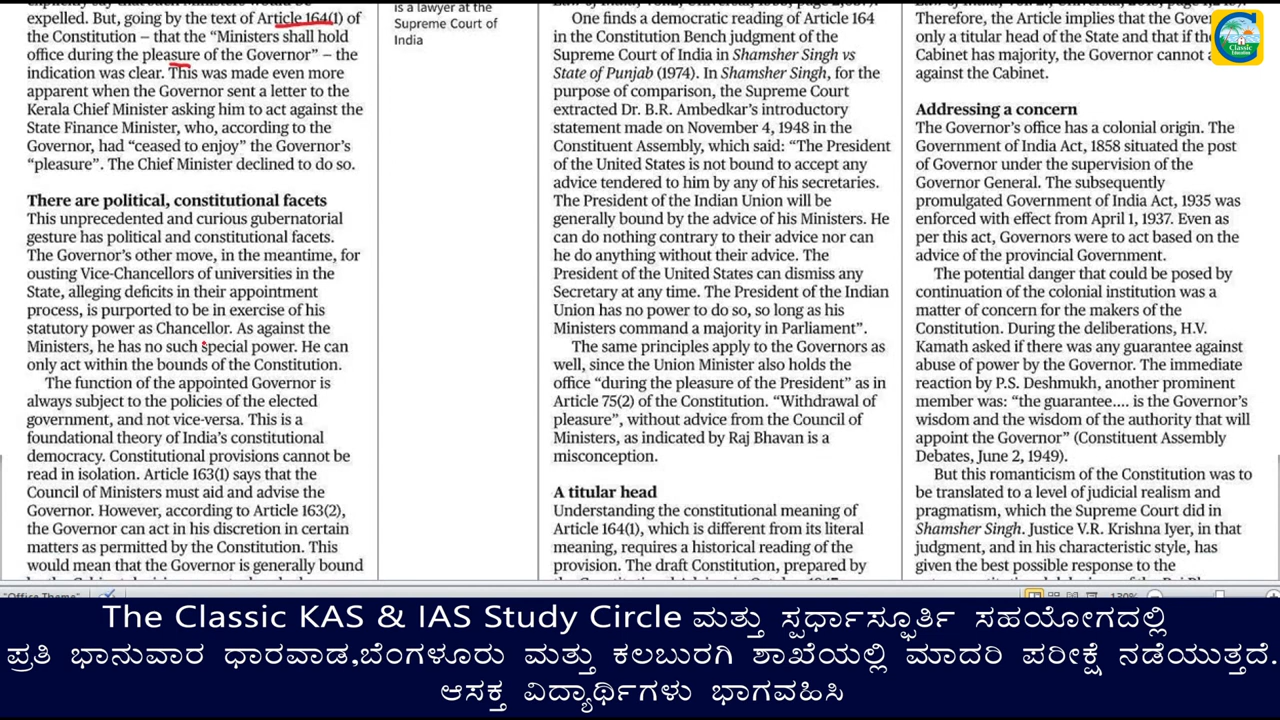 expelled. But, going by the text of Article 164(1) of
the Constitution – that the “Ministers shall hold
office during the pleasure of the Governor” – the
indication was clear. This was made even more
apparent when the Governor sent a letter to the
Kerala Chief Minister asking him to act against the
State Finance Minister, who, according to the
Governor, had “ceased to enjoy” the Governor’s
“pleasure”. The Chief Minister declined to do so.
There are political, constitutional facets
This unprecedented and curious gubernatorial
gesture has political and constitutional facets.
The Governor’s other move, in the meantime, for
ousting Vice-Chancellors of universities in the
State, alleging deficits in their appointment
process, is purported to be in exercise of his
statutory power as Chancellor. As against the
Ministers, he has no such special power. He can
only act within the bounds of the Constitution.
The function of the appointed Governor is
always subject to the policies of the elected
government, and not vice-versa. This is a
foundational theory of India’s constitutional
democracy. Constitutional provisions cannot be
read in isolation. Article 163(1) says that the
Council of Ministers must aid and advise the
Governor. However, according to Article 163(2),
the Governor can act in his discretion in certain
matters as permitted by the Constitution. This
would mean that the Governor is generally bound
is a lawyer at the
Supreme Court of
India
One finds a democratic reading of Article 164
in the Constitution Bench judgment of the
Supreme Court of India in Shamsher Singh vs
State of Punjab (1974). In Shamsher Singh, for the
purpose of comparison, the Supreme Court
extracted Dr. B.R. Ambedkar’s introductory
statement made on November 4, 1948 in the
Constituent Assembly, which said: “The President
of the United States is not bound to accept any
advice tendered to him by any of his secretaries.
The President of the Indian Union will be
generally bound by the advice of his Ministers. He
can do nothing contrary to their advice nor can
he do anything without their advice. The
President of the United States can dismiss any
Secretary at any time. The President of the Indian
Union has no power to do so, so long as his
Ministers command a majority in Parliament”.
The same principles apply to the Governors as
well, since the Union Minister also holds the
office “during the pleasure of the President” as in
Article 75(2) of the Constitution. “Withdrawal of
pleasure”, without advice from the Council of
Ministers, as indicated by Raj Bhavan is a
misconception.
A titular head
Understanding the constitutional meaning of
Article 164(1), which is different from its literal
meaning, requires a historical reading of the
provision. The draft Constitution, prepared by
Therefore, the Article implies that the Gover
only a titular head of the State and that if the
Cabinet has majority, the Governor cannot
against the Cabinet.
Addressing a concern
The Governor’s office has a colonial origin. The
Government of India Act, 1858 situated the post
of Governor under the supervision of the
Governor General. The subsequently
promulgated Government of India Act, 1935 was
enforced with effect from April 1, 1937. Even as
per this act, Governors were to act based on the
advice of the provincial Government.
The potential danger that could be posed by
continuation of the colonial institution was a
matter of concern for the makers of the
Constitution. During the deliberations, H.V.
Kamath asked if there was any guarantee against
abuse of power by the Governor. The immediate
reaction by P.S. Deshmukh, another prominent
member was: “the guarantee.... is the Governor’s
wisdom and the wisdom of the authority that will
appoint the Governor” (Constituent Assembly
Debates, June 2, 1949).
But this romanticism of the Constitution was to
be translated to a level of judicial realism and
pragmatism, which the Supreme Court did in
Shamsher Singh. Justice V.R. Krishna Iyer, in that
judgment, and in his characteristic style, has
given the best possible response to the
Classic
Education
"Office Theme"
130%
The Classic KAS & IAS Study Circle ಮತ್ತು ಸ್ಪರ್ಧಾಸ್ಫೂರ್ತಿ ಸಹಯೋಗದಲ್ಲಿ
ಪ್ರತಿ ಭಾನುವಾರ ಧಾರವಾಡ,ಬೆಂಗಳೂರು ಮತ್ತು ಕಲಬುರಗಿ ಶಾಖೆಯಲ್ಲಿ ಮಾದರಿ ಪರೀಕ್ಷೆ ನಡೆಯುತ್ತದೆ.
ಆಸಕ್ತ ವಿದ್ಯಾರ್ಥಿಗಳು ಭಾಗವಹಿಸಿ